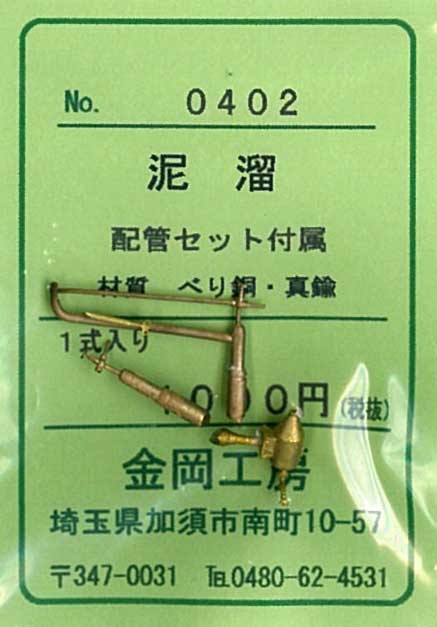 No. 0402
泥 溜
配管セット付属
材質 べり銅・真鍮
1式入り
1000円(税抜)
金岡工房
埼玉県加須市南町10-57
〒347-0031 ℡0480-62-4531